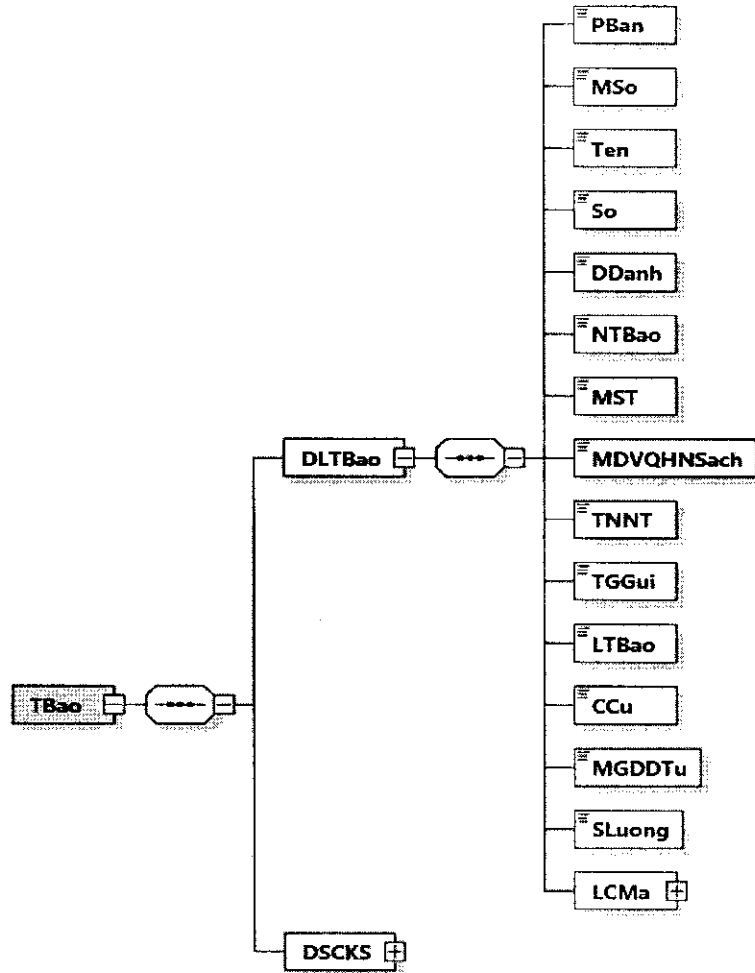 PBan
MSo
Ten
So
DDanh
NTBao
MST
DLTBao
MDVQHNSach
TNNT
TGGui
LTBao
TBao
CCu
MGDDTu
SLuong
LCMa
DSCKS